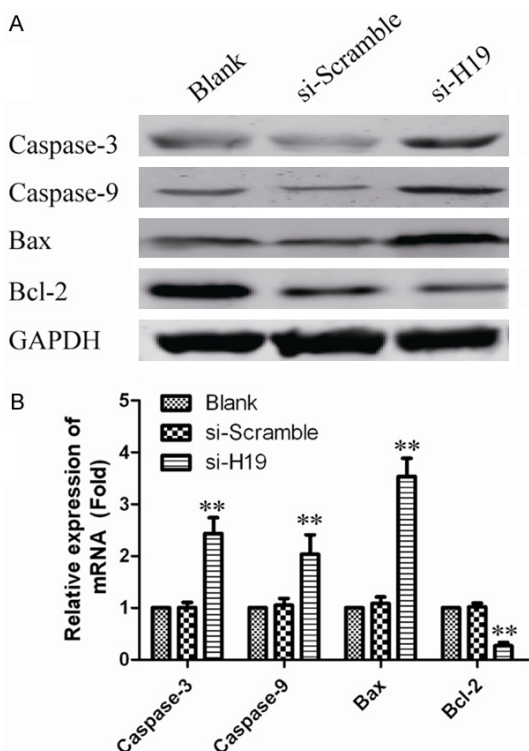 A
Blank
si-Scramble
si-H19
Caspase-3
Caspase-9
Bax
Bcl-2
GAPDH
B
Relative expression of
mRNA (Fold)
5
4
3
2
1
0
Blank
si-Scramble
si-H19
**
**
**
**
Caspase-3
Caspase-9
Bax
Bcl-2